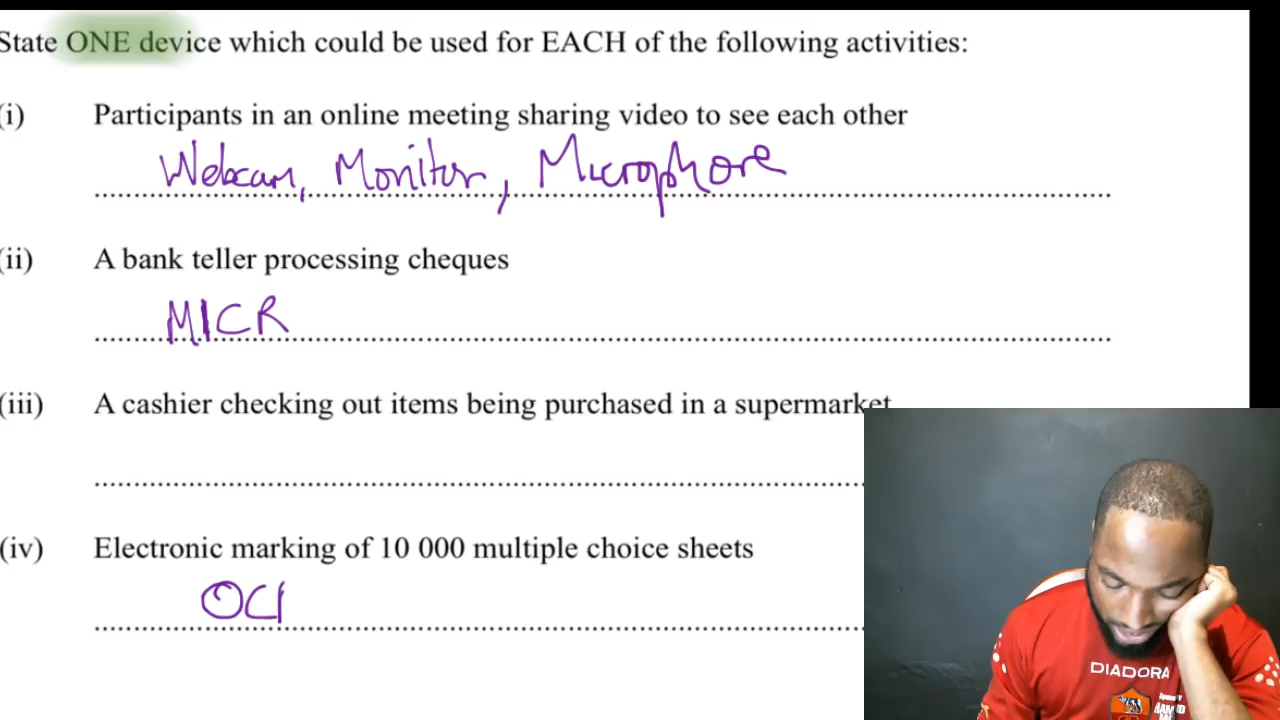 State ONE device which could be used for EACH of the following activities:
(i) Participants in an online meeting sharing video to see each other
Webcam, Monitor, Microphone
(ii) A bank teller processing cheques
MICR
(iii) A cashier checking out items being purchased in a supermarket
(iv) Electronic marking of 10 000 multiple choice sheets
OCI
DIADORA